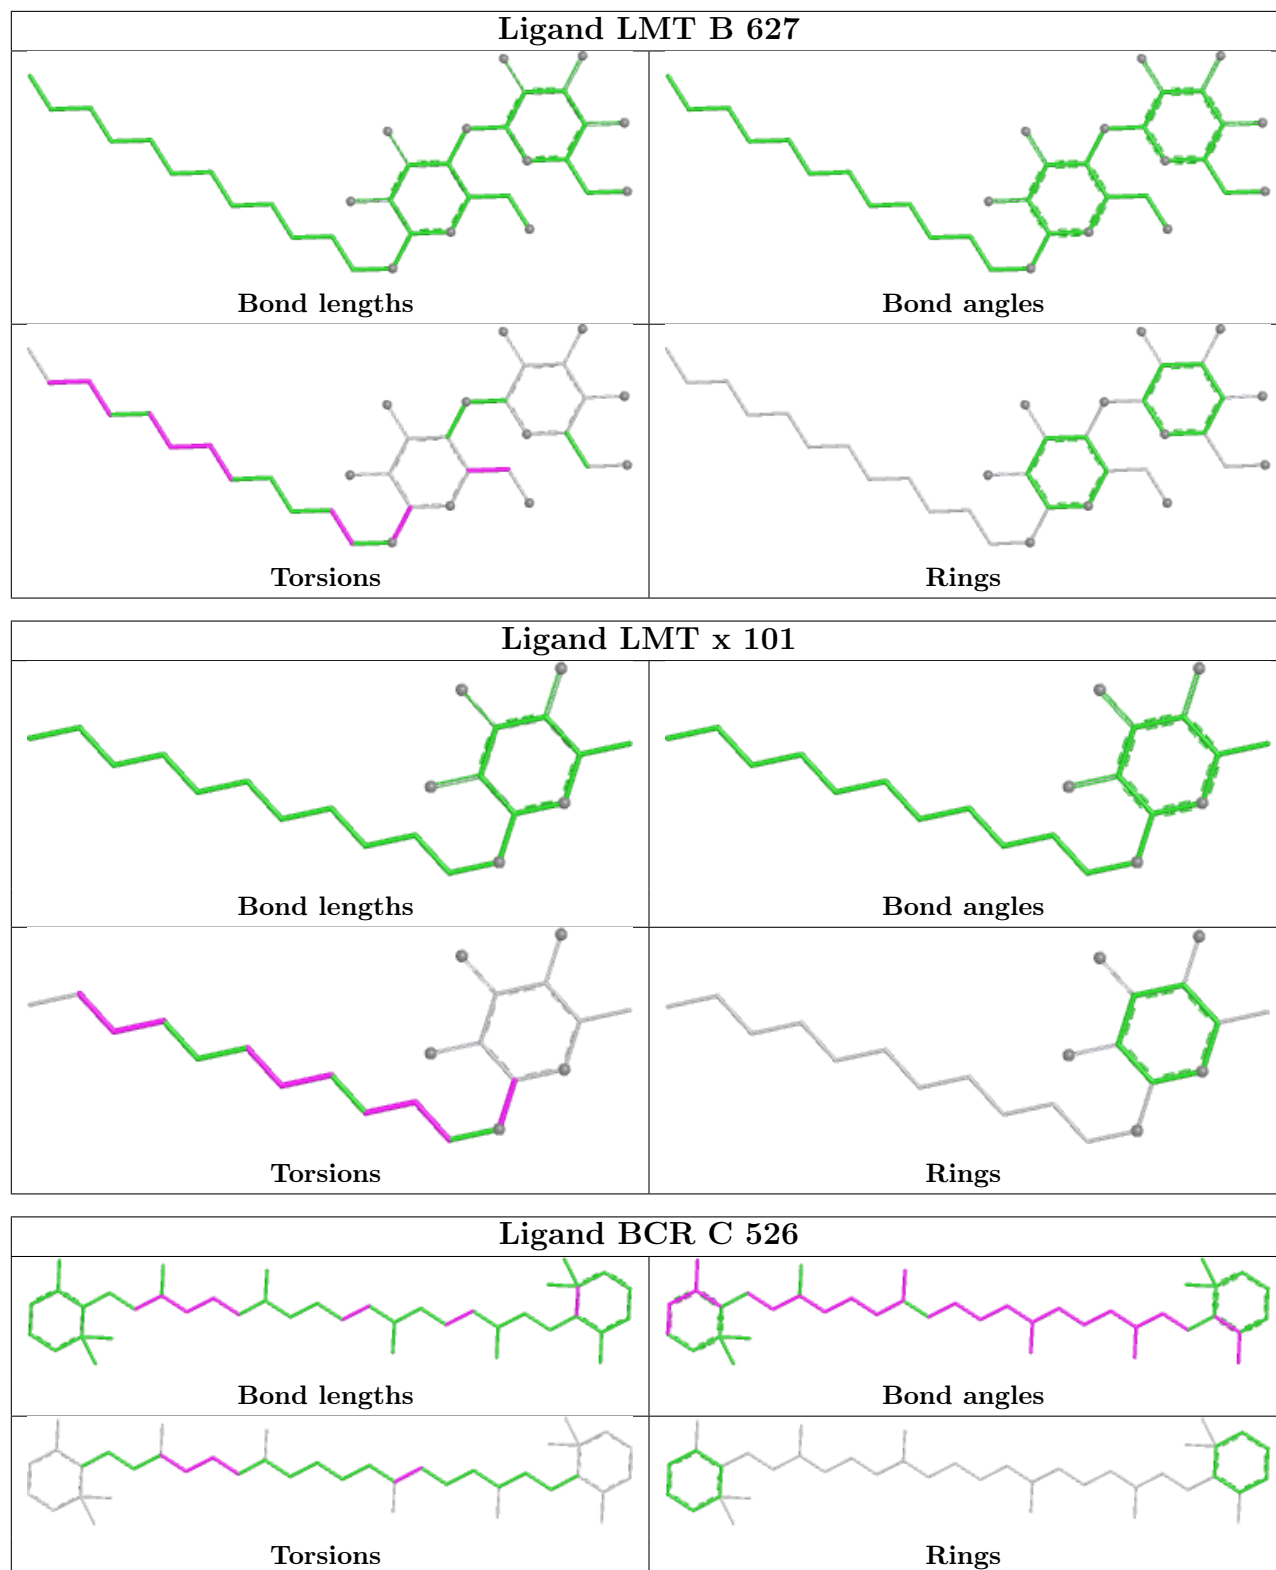 Ligand LMT B 627
Bond lengths
Bond angles
Torsions
Rings
Ligand LMT x 101
Bond lengths
Bond angles
Torsions
Rings
Ligand BCR C 526
Bond lengths
Bond angles
Torsions
Rings